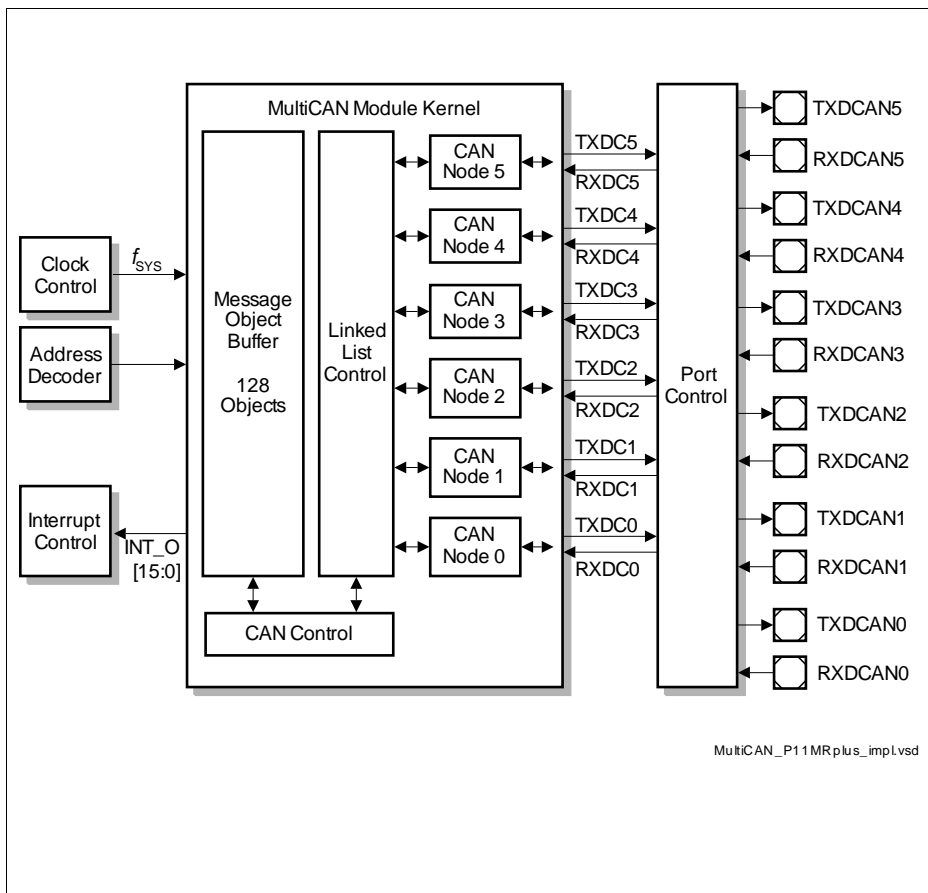 MultiCAN Module Kernel
Clock
Control
fSYS
Address
Decoder
Interrupt
Control
INT_O
[15:0]
Message
Object
Buffer
128
Objects
Linked
List
Control
CAN Control
CAN
Node 5
CAN
Node 4
CAN
Node 3
CAN
Node 2
CAN
Node 1
CAN
Node 0
TXDC5
RXDC5
TXDC4
RXDC4
TXDC3
RXDC3
TXDC2
RXDC2
TXDC1
RXDC1
TXDC0
RXDC0
Port
Control
TXDCAN5
RXDCAN5
TXDCAN4
RXDCAN4
TXDCAN3
RXDCAN3
TXDCAN2
RXDCAN2
TXDCAN1
RXDCAN1
TXDCAN0
RXDCAN0
MultiCAN_P11MRplus_impl.vsd